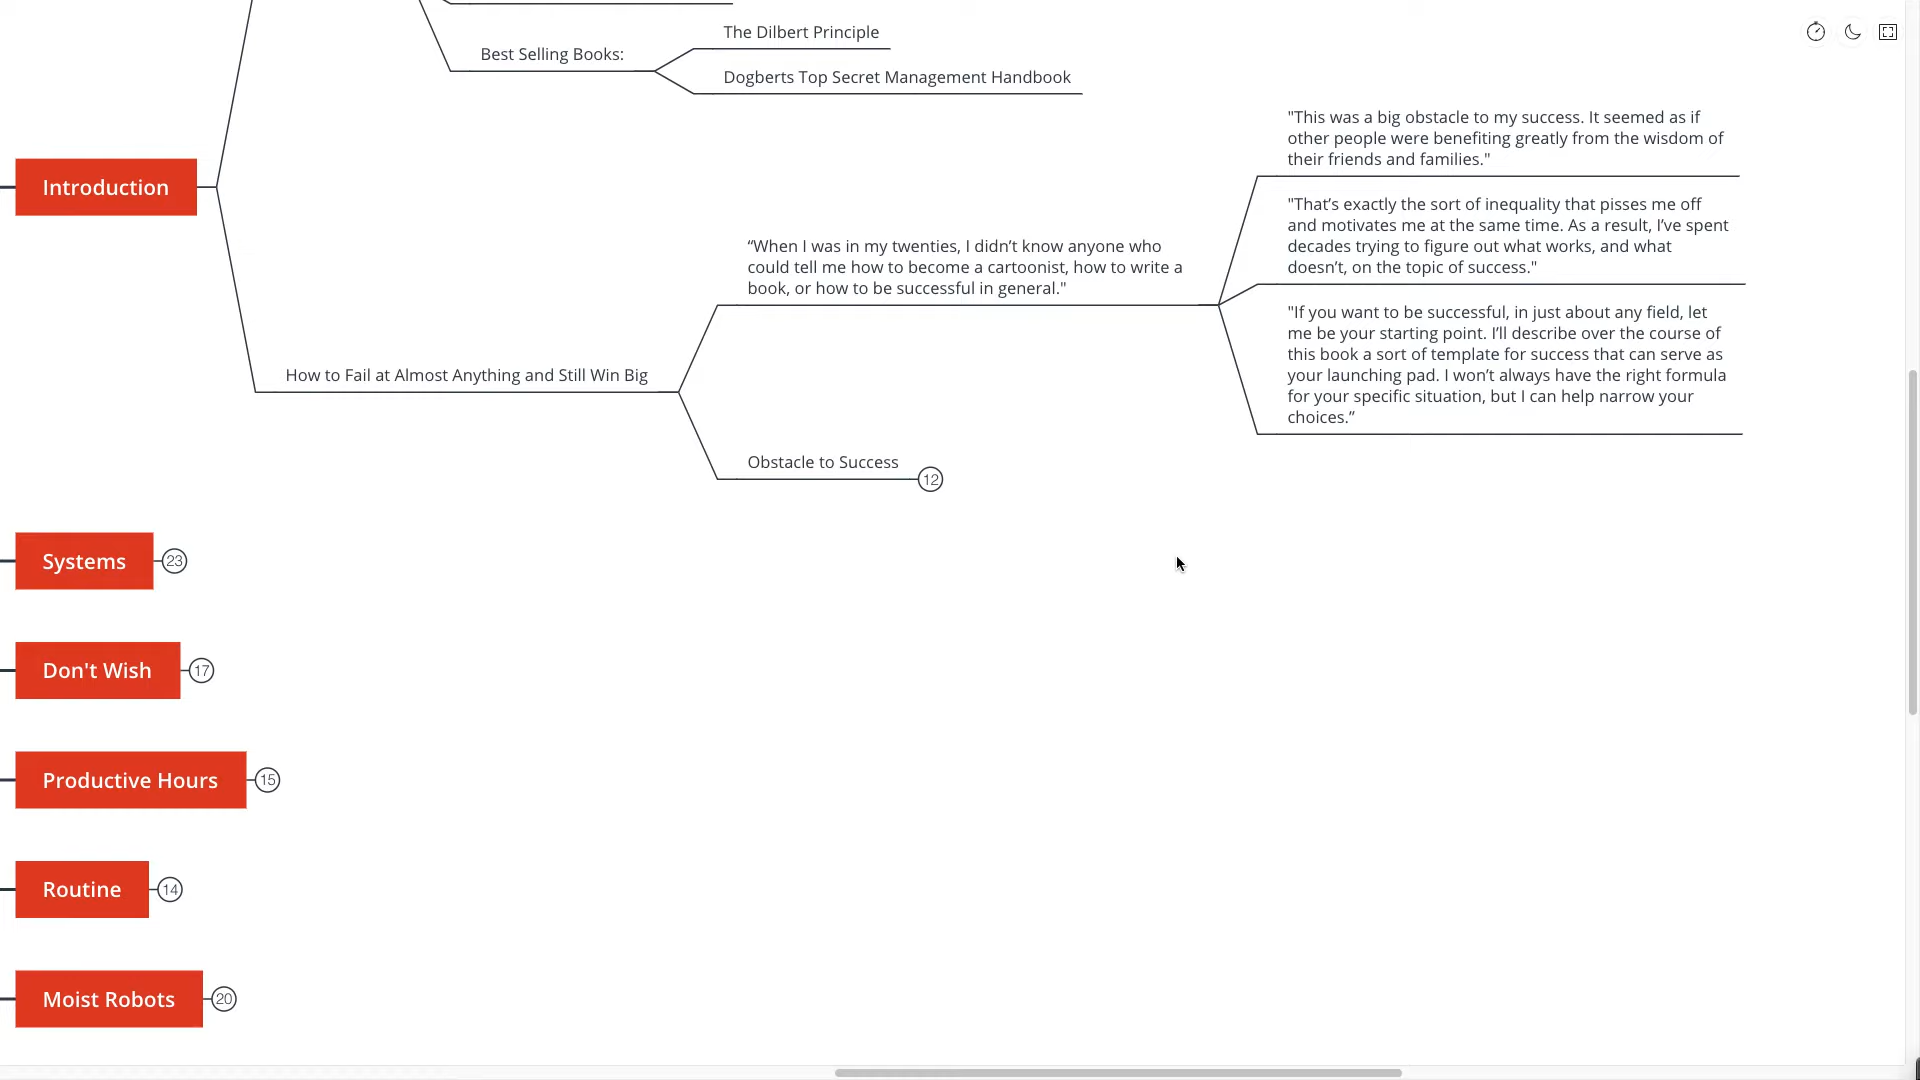 The Dilbert Principle
Best Selling Books:
Dogberts Top Secret Management Handbook
"This was a big obstacle to my success. It seemed as if
other people were benefiting greatly from the wisdom of
their friends and families."
Introduction
"That’s exactly the sort of inequality that pisses me off
and motivates me at the same time. As a result, I’ve spent
decades trying to figure out what works, and what
doesn’t, on the topic of success."
“When I was in my twenties, I didn’t know anyone who
could tell me how to become a cartoonist, how to write a
book, or how to be successful in general."
"If you want to be successful, in just about any field, let
me be your starting point. I’ll describe over the course of
this book a sort of template for success that can serve as
your launching pad. I won’t always have the right formula
for your specific situation, but I can help narrow your
choices.”
How to Fail at Almost Anything and Still Win Big
Obstacle to Success 12
Systems 23
Don't Wish 17
Productive Hours 15
Routine 14
Moist Robots 20